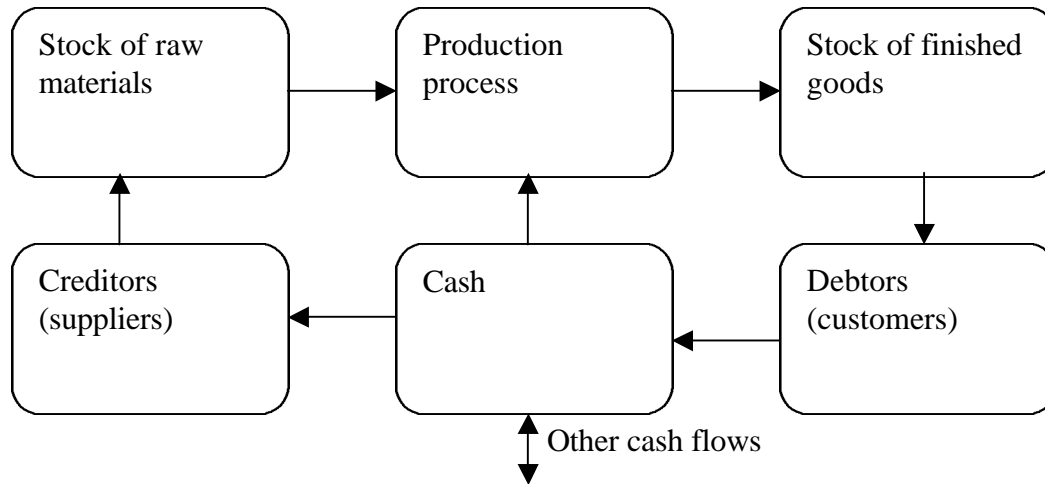 Stock of raw
materials
Production
process
Stock of finished
goods
Creditors
(suppliers)
Cash
Debtors
(customers)
Other cash flows